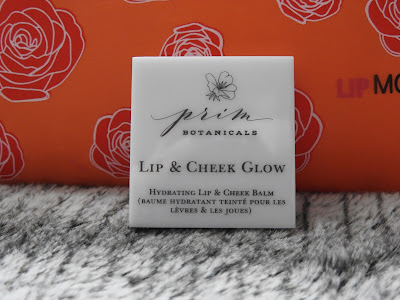 LIP MO
prim
BOTANICALS
LIP & CHEEK GLOW
HYDRATING LIP & CHEEK BALM
(BAUME HYDRATANT TEINTÉ POUR LES
LÈVRES & LES JOUES)